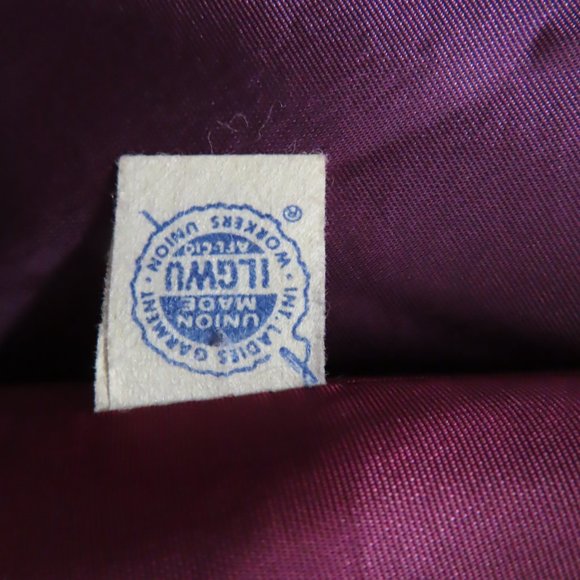 INT. LADIES GARMENT WORKERS UNION
UNION
MADE
ILGWU
AFL-CIO
®